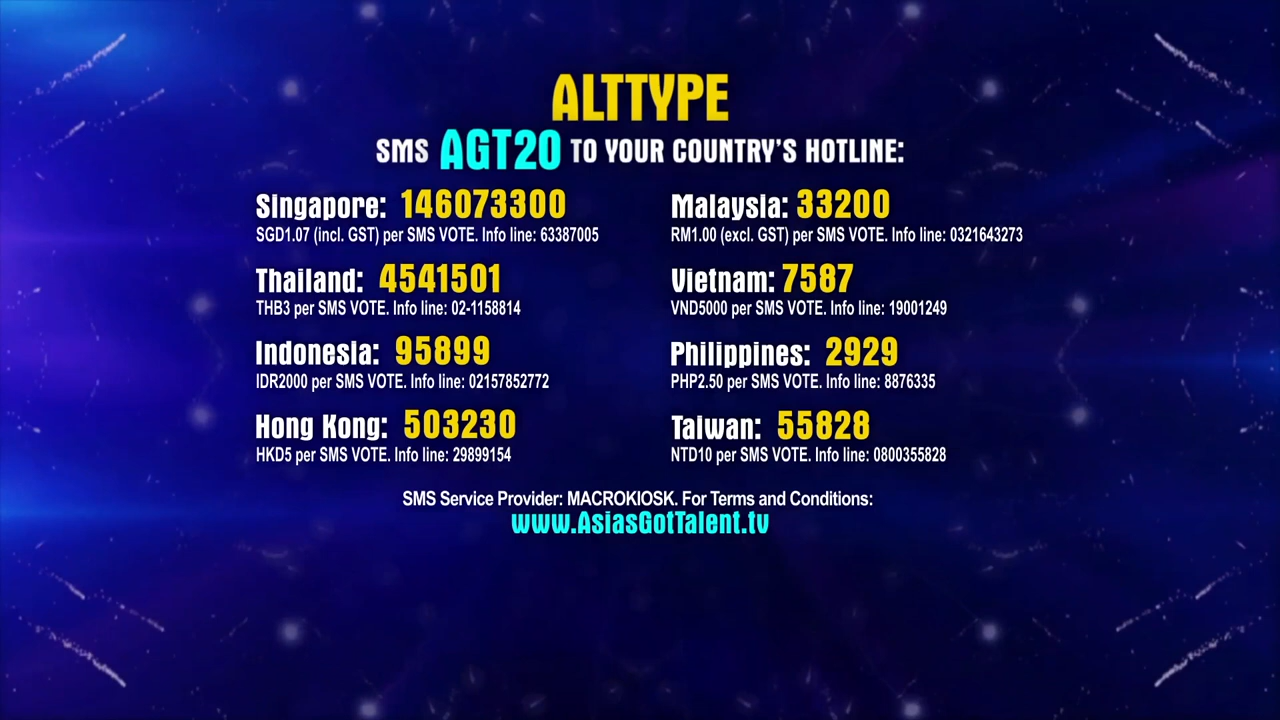 ALTTYPE
SMS AGT20 TO YOUR COUNTRY'S HOTLINE:
Singapore: 146073300
SGD1.07 (incl. GST) per SMS VOTE. Info line: 63387005
Malaysia: 33200
RM1.00 (excl. GST) per SMS VOTE. Info line: 0321643273
Thailand: 4541501
THB3 per SMS VOTE. Info line: 02-1158814
Vietnam: 7587
VND5000 per SMS VOTE. Info line: 19001249
Indonesia: 95899
IDR2000 per SMS VOTE. Info line: 02157852772
Philippines: 2929
PHP2.50 per SMS VOTE. Info line: 8876335
Hong Kong: 503230
HKD5 per SMS VOTE. Info line: 29899154
Taiwan: 55828
NTD10 per SMS VOTE. Info line: 0800355828
SMS Service Provider: MACROKIOSK. For Terms and Conditions:
www.AsiasGotTalent.tv